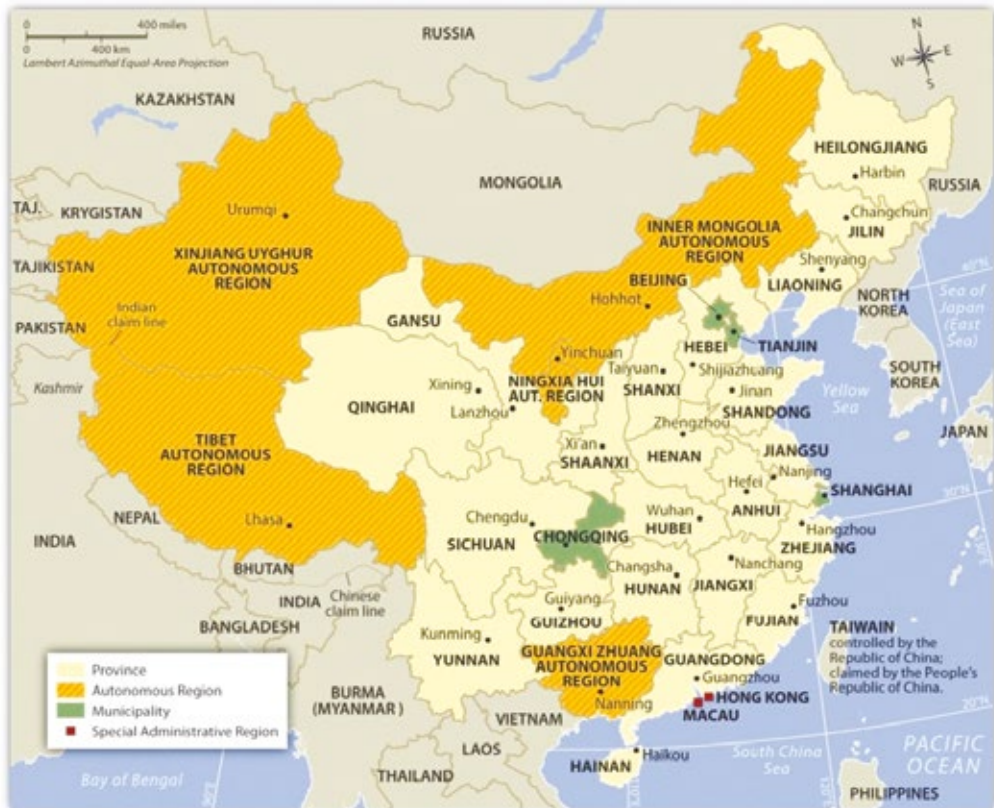 0 400 miles
0 400 km
Lambert Azimuthal Equal-Area Projection
RUSSIA
N
W E
S
KAZAKHSTAN
MONGOLIA
HEILONGJIANG
Harbin
RUSSIA
TAJ.
KRYGISTAN
Urumqi
Changchun
JILIN
INNER MONGOLIA
AUTONOMOUS
REGION
XINJIANG UYGHUR
AUTONOMOUS
REGION
TAJIKISTAN
Shenyang
LIAONING
40°N
BEIJING
Hohhot
NORTH
KOREA
Sea of
Japan
(East
Sea)
Indian
claim line
PAKISTAN
GANSU
HEBEI
TIANJIN
Yinchuan
NINGXIA HUI
AUT. REGION
Taiyuan
SHANXI
Shijiazhuang
SOUTH
KOREA
Kashmir
Xining
Lanzhou
QINGHAI
Jinan
SHANDONG
Yellow
Sea
JAPAN
TIBET
AUTONOMOUS
REGION
Zhengzhou
HENAN
Xi'an
SHAANXI
JIANGSU
Nanjing
Hefei
ANHUI
SHANGHAI
30°N
NEPAL
Lhasa
Chengdu
SICHUAN
CHONGQING
Wuhan
HUBEI
Hangzhou
ZHEJIANG
INDIA
BHUTAN
Changsha
HUNAN
Nanchang
JIANGXI
INDIA
Chinese
claim line
BANGLADESH
Guiyang
GUIZHOU
Fuzhou
FUJIAN
Kunming
YUNNAN
GUANGXI ZHUANG
AUTONOMOUS
REGION
Nanning
GUANGDONG
Guangzhou
TAIWAIN
controlled by the
Republic of China;
claimed by the People's
Republic of China.
HONG KONG
MACAU
20°N
Province
Autonomous Region
Municipality
Special Administrative Region
BURMA
(MYANMAR)
VIETNAM
LAOS
THAILAND
Haikou
HAINAN
South China
Sea
PACIFIC
OCEAN
Bay of Bengal
PHILIPPINES
90°E
110°E
120°E